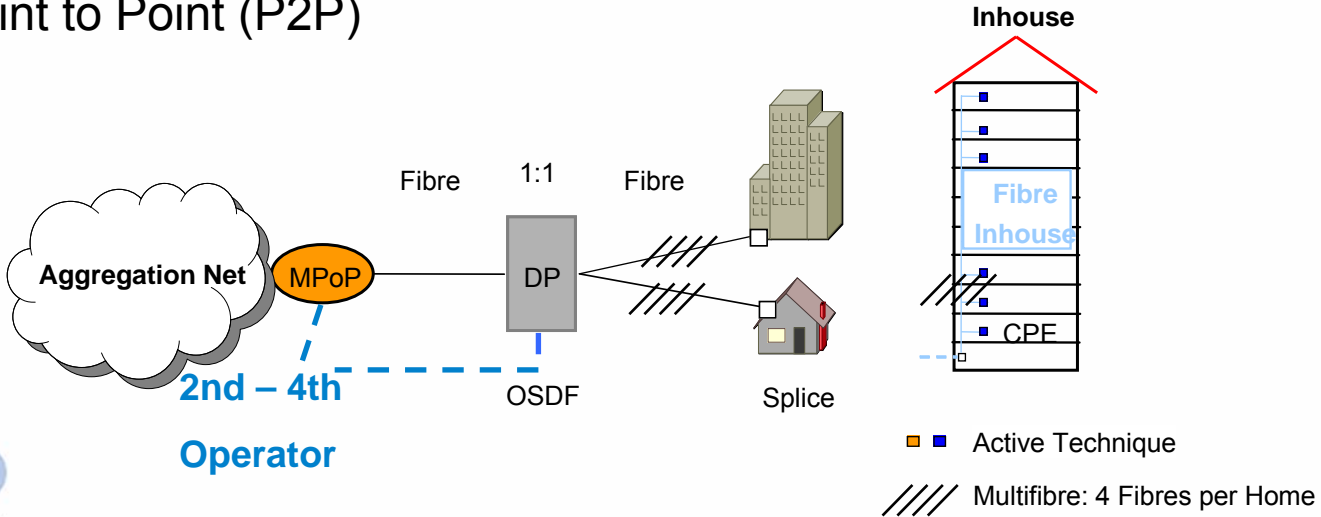 int to Point (P2P)
Inhouse
Fibre
1:1
Fibre
Aggregation Net
MPoP
DP
Fibre
Inhouse
CPE
2nd – 4th
Operator
OSDF
Splice
Active Technique
Multifibre: 4 Fibres per Home